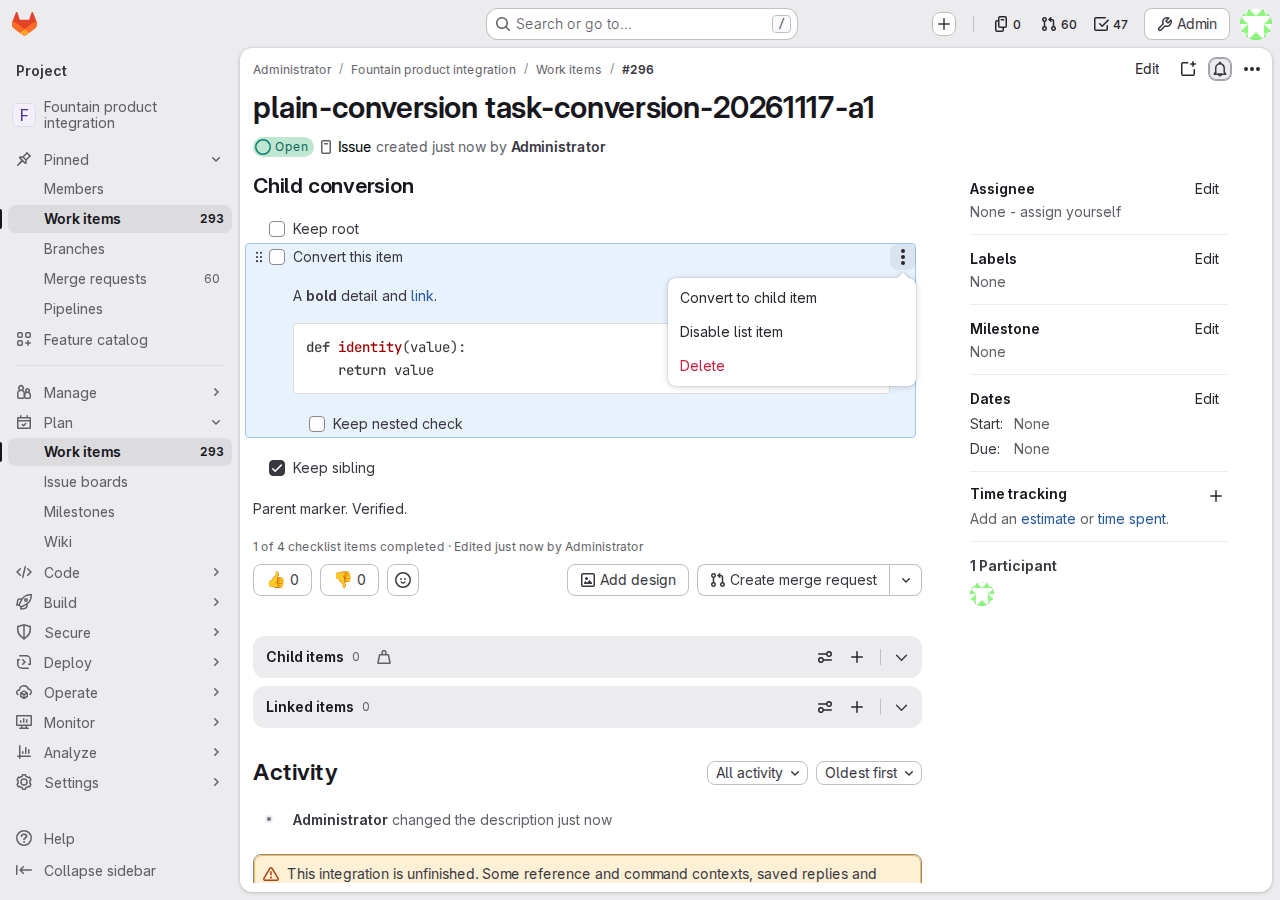 Search or go to...
/
0
60
47
Admin
Project
F
Fountain product integration
Pinned
Members
Work items
293
Branches
Merge requests
60
Pipelines
Feature catalog
Manage
Plan
Work items
293
Issue boards
Milestones
Wiki
Code
Build
Secure
Deploy
Operate
Monitor
Analyze
Settings
Help
Collapse sidebar
Administrator / Fountain product integration / Work items / #296
Edit
plain-conversion task-conversion-20261117-a1
Open
Issue created just now by Administrator
Child conversion
Keep root
Convert this item
A bold detail and link.
def identity(value):
return value
Convert to child item
Disable list item
Delete
Keep nested check
Keep sibling
Parent marker. Verified.
1 of 4 checklist items completed · Edited just now by Administrator
👍 0
👎 0
Add design
Create merge request
Child items 0
Linked items 0
Activity
All activity
Oldest first
Administrator changed the description just now
This integration is unfinished. Some reference and command contexts, saved replies and
Assignee
Edit
None - assign yourself
Labels
Edit
None
Milestone
Edit
None
Dates
Edit
Start: None
Due: None
Time tracking
Add an estimate or time spent.
1 Participant